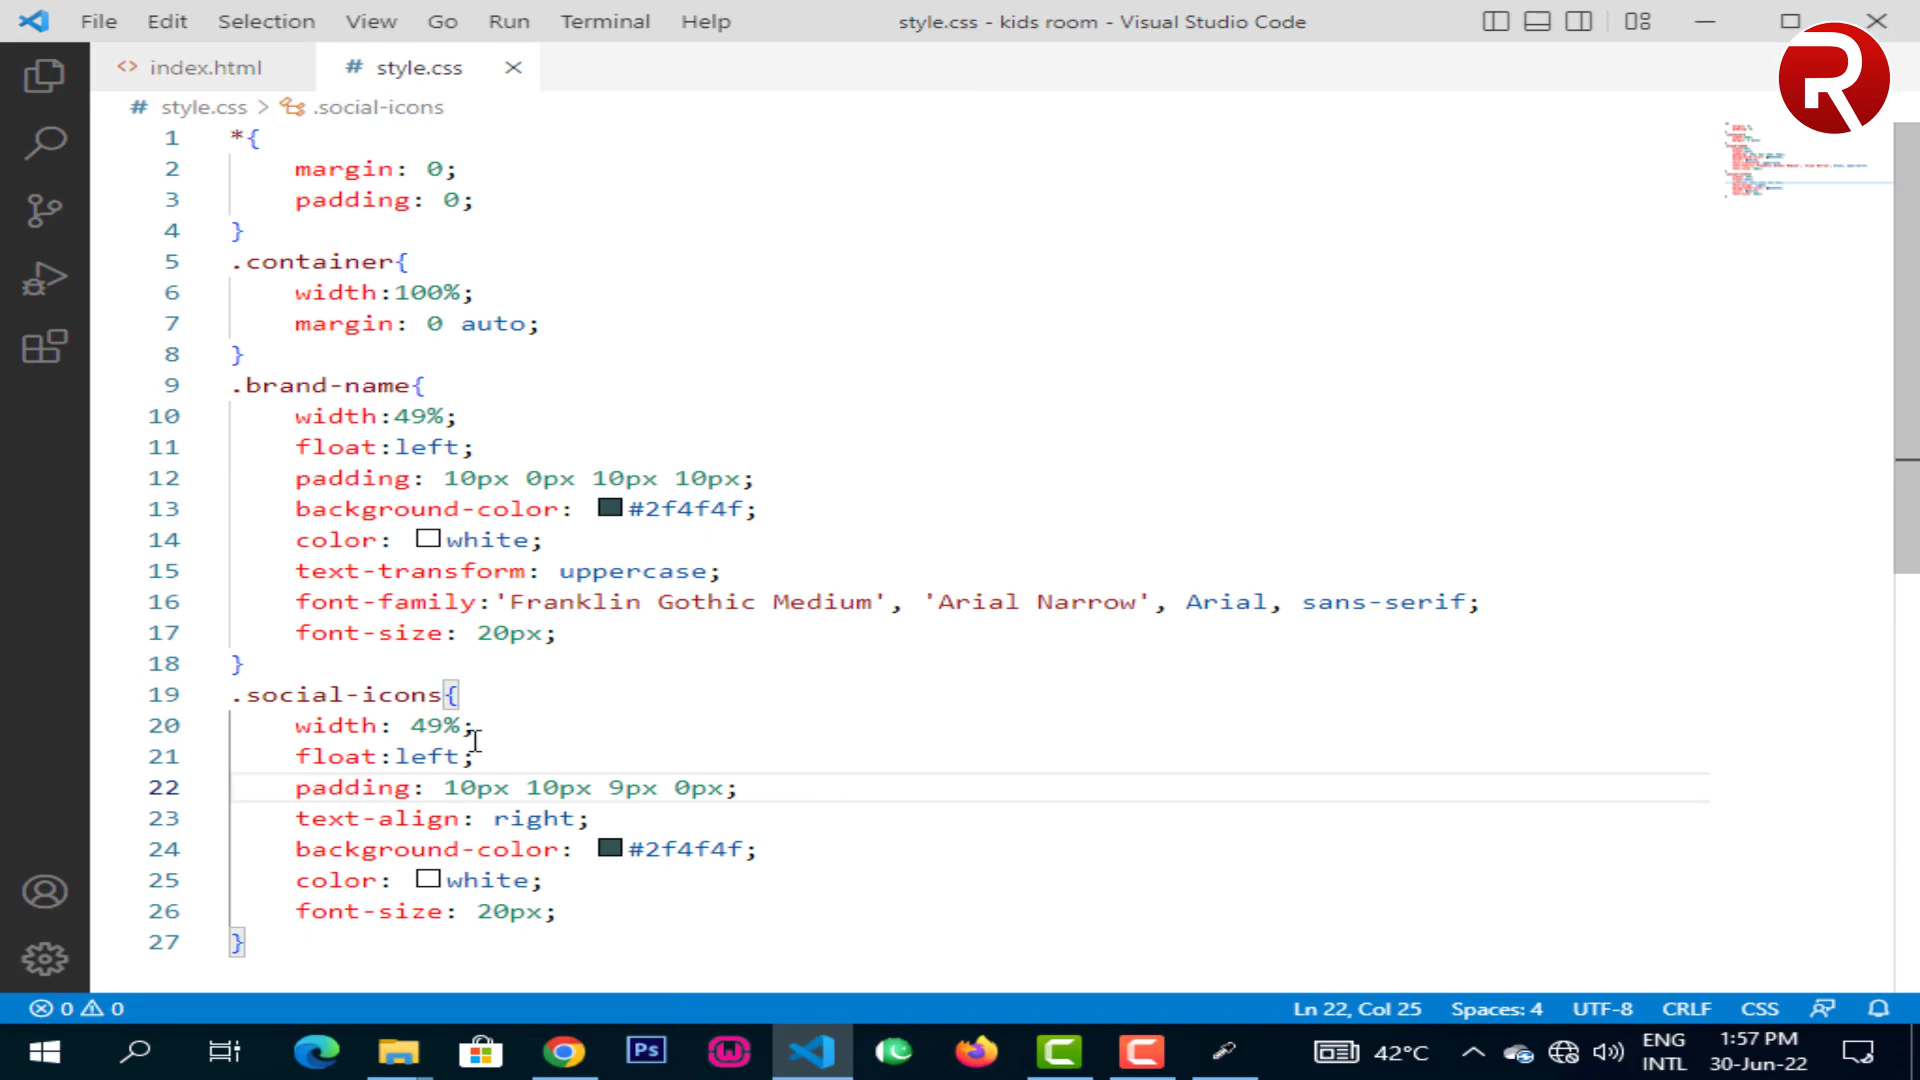 File Edit Selection View Go Run Terminal Help style.css - kids room - Visual Studio Code
<> index.html # style.css
# style.css > .social-icons
R
1 *{
2 margin: 0;
3 padding: 0;
4 }
5 .container{
6 width:100%;
7 margin: 0 auto;
8 }
9 .brand-name{
10 width:49%;
11 float:left;
12 padding: 10px 0px 10px 10px;
13 background-color: #2f4f4f;
14 color: white;
15 text-transform: uppercase;
16 font-family:'Franklin Gothic Medium', 'Arial Narrow', Arial, sans-serif;
17 font-size: 20px;
18 }
19 .social-icons{
20 width: 49%;
21 float:left;
22 padding: 10px 10px 9px 0px;
23 text-align: right;
24 background-color: #2f4f4f;
25 color: white;
26 font-size: 20px;
27 }
0 0 Ln 22, Col 25 Spaces: 4 UTF-8 CRLF CSS
Ps 42°C ENG 1:57 PM
INTL 30-Jun-22